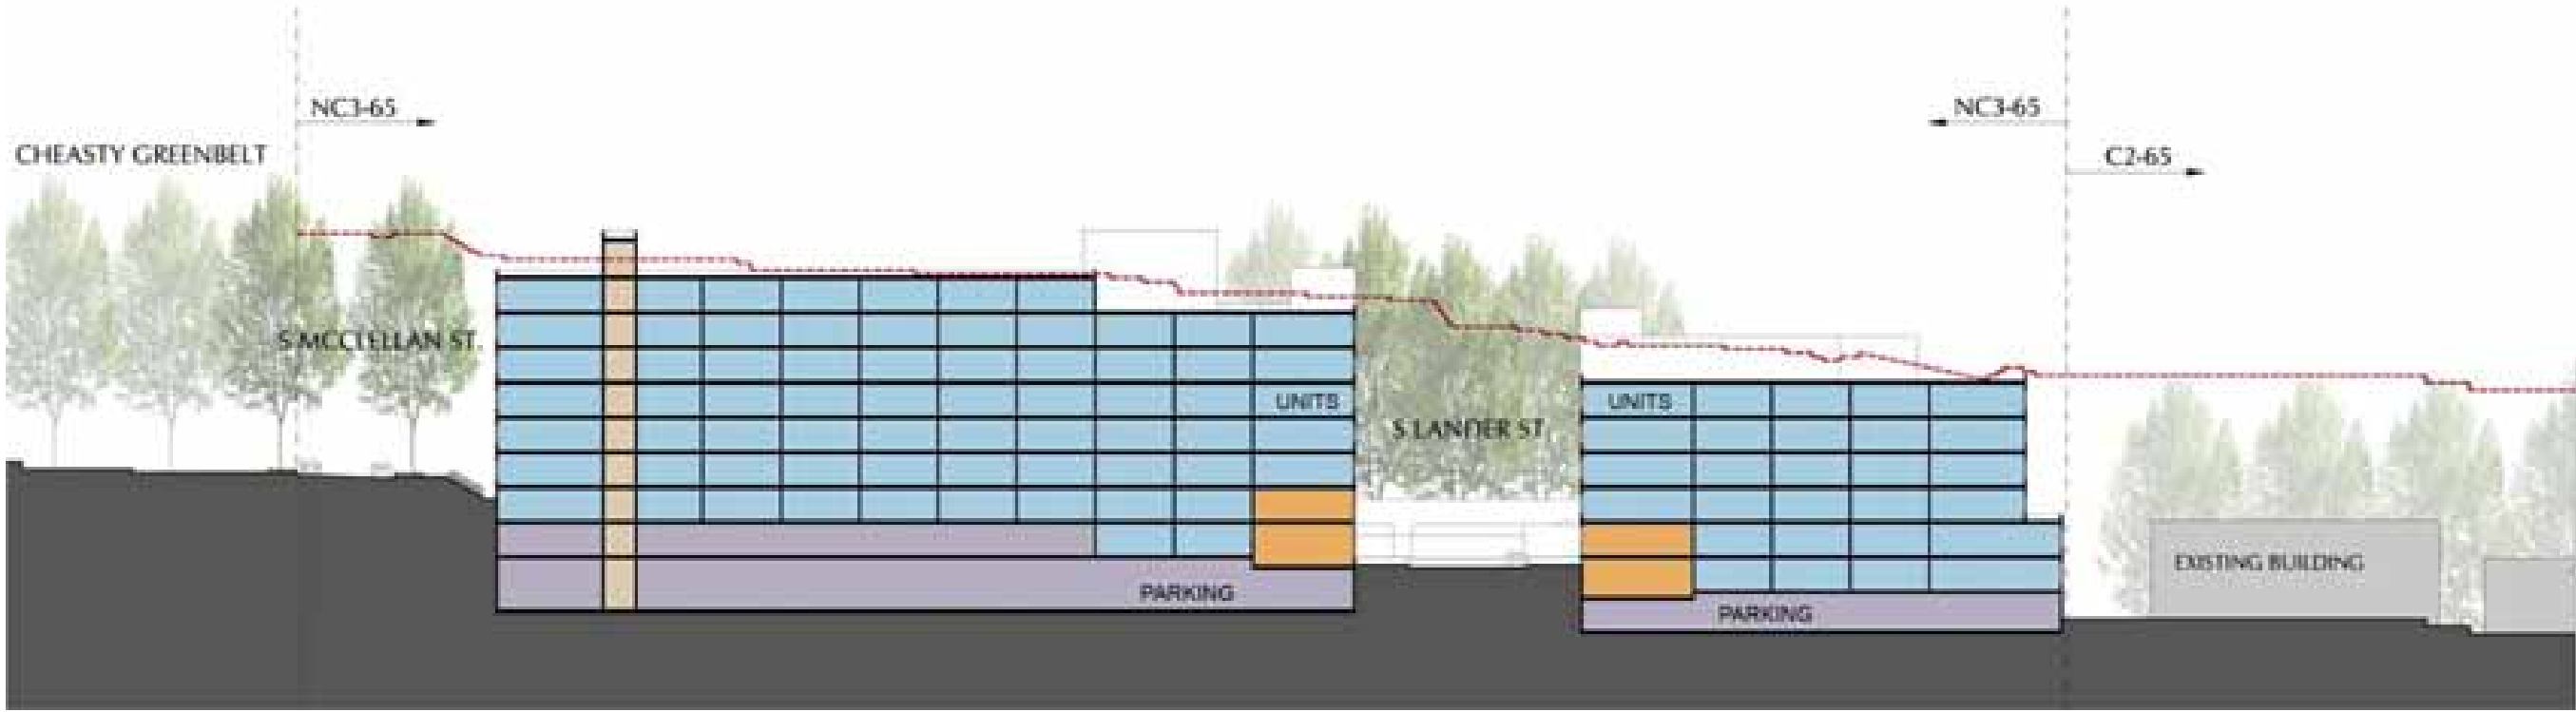 NC3-65
NC3-65
CHEASTY GREENBELT
C2-65
S MCCLELLAN ST.
UNITS
UNITS
S LANDER ST
EXISTING BUILDING
PARKING
PARKING